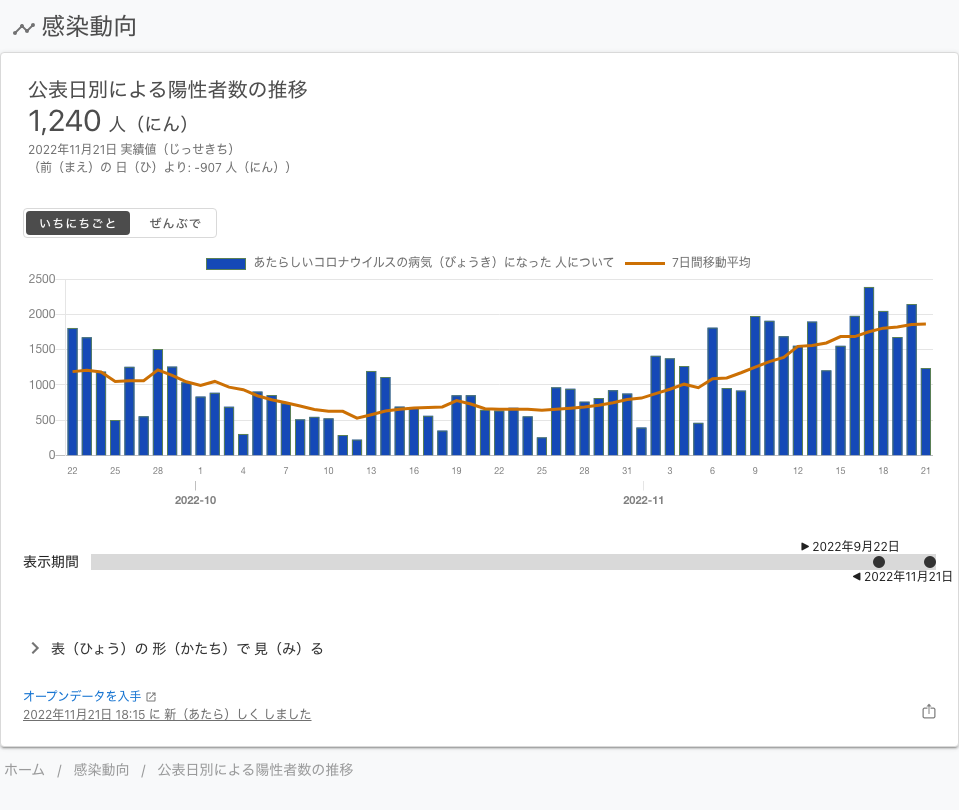 感染動向
公表日別による陽性者数の推移
1,240 人（にん）
2022年11月21日 実績値（じっせきち）
（前（まえ）の 日（ひ）より: -907 人（にん））
いちにちごと ぜんぶで
あたらしいコロナウイルスの病気（びょうき）になった 人について 7日間移動平均
2500
2000
1500
1000
500
0
22 25 28 1 4 7 10 13 16 19 22 25 28 31 3 6 9 12 15 18 21
2022-10 2022-11
2022年9月22日
表示期間
2022年11月21日
表（ひょう）の 形（かたち）で 見（み）る
オープンデータを入手
2022年11月21日 18:15 に 新（あたら）しく しました
ホーム / 感染動向 / 公表日別による陽性者数の推移